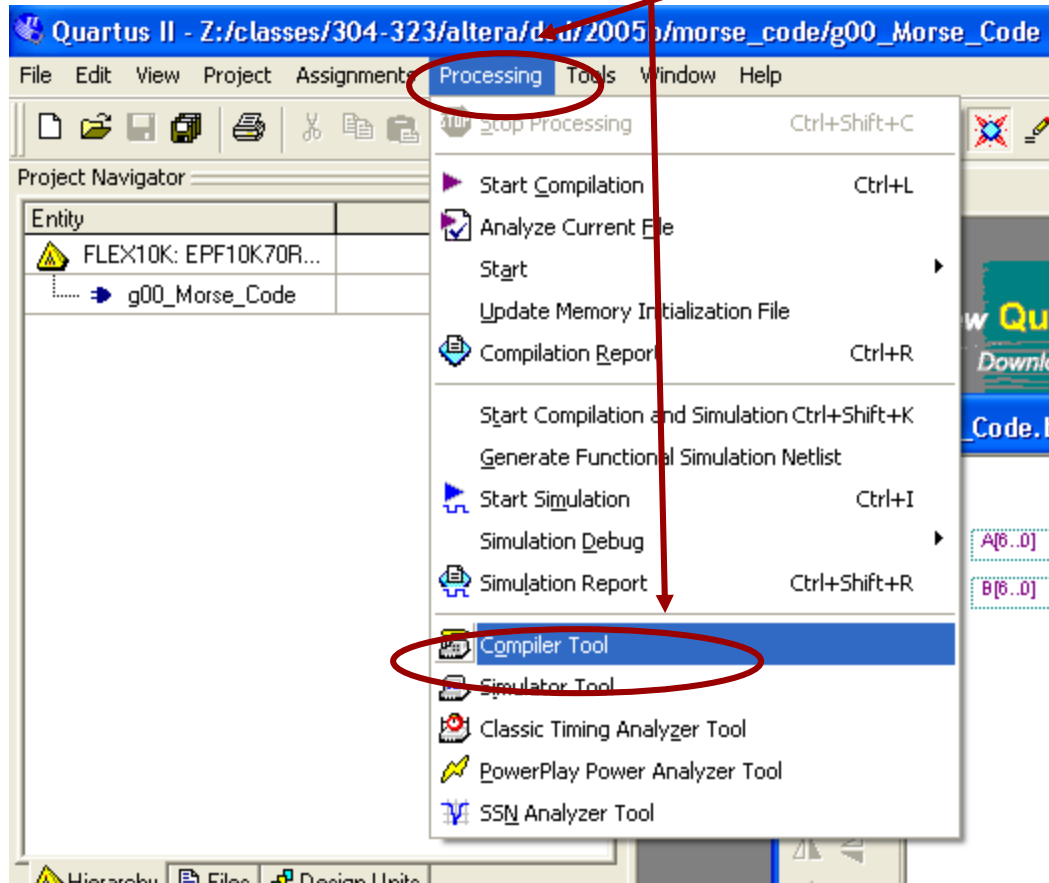 Quartus II - Z:/classes/304-323/altera/dsd/2005b/morse_code/g00_Morse_Code
File Edit View Project Assignments Processing Tools Window Help
Project Navigator
Entity
FLEX10K: EPF10K70R...
g00_Morse_Code
Stop Processing Ctrl+Shift+C
Start Compilation Ctrl+L
Analyze Current File
Start
Update Memory Initialization File
Compilation Report Ctrl+R
Start Compilation and Simulation Ctrl+Shift+K
Generate Functional Simulation Netlist
Start Simulation Ctrl+I
Simulation Debug
Simulation Report Ctrl+Shift+R
Compiler Tool
Simulator Tool
Classic Timing Analyzer Tool
PowerPlay Power Analyzer Tool
SSN Analyzer Tool
w Qu
Downlo
_Code.
A[6..0]
B[6..0]
Hierarchy Files Design Units